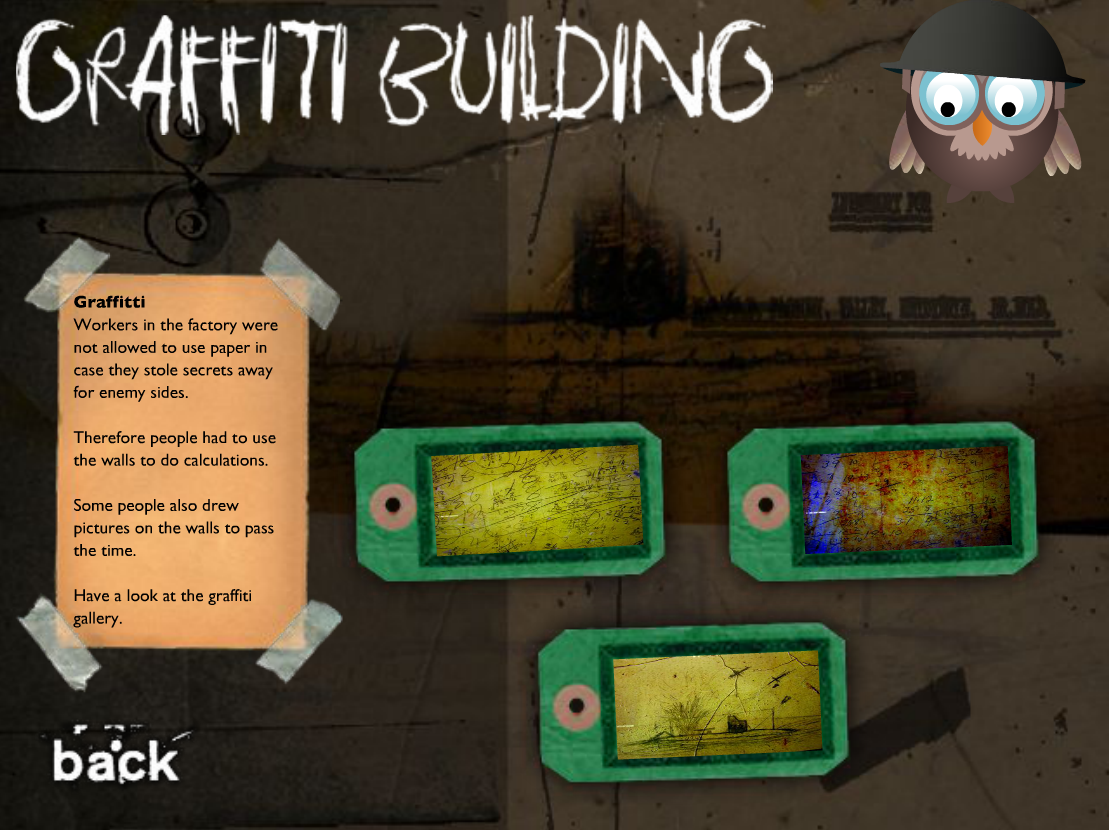 GRAFFITI BUILDING
Graffitti
Workers in the factory were
not allowed to use paper in
case they stole secrets away
for enemy sides.
Therefore people had to use
the walls to do calculations.
Some people also drew
pictures on the walls to pass
the time.
Have a look at the graffiti
gallery.
back